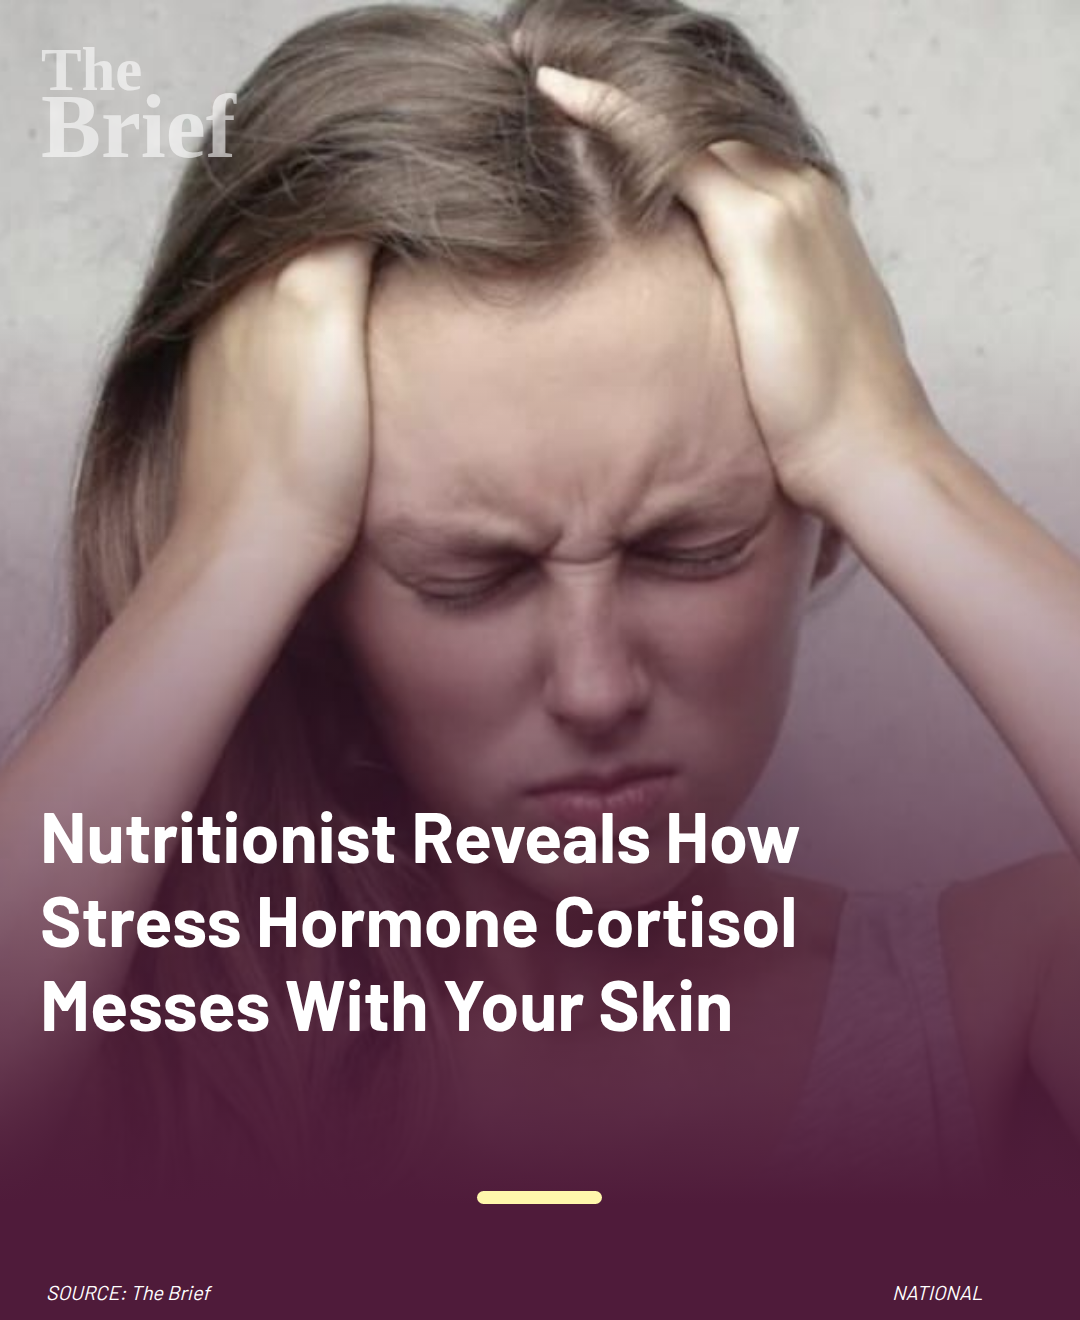 The
Brief
Nutritionist Reveals How
Stress Hormone Cortisol
Messes With Your Skin
SOURCE: The Brief
NATIONAL